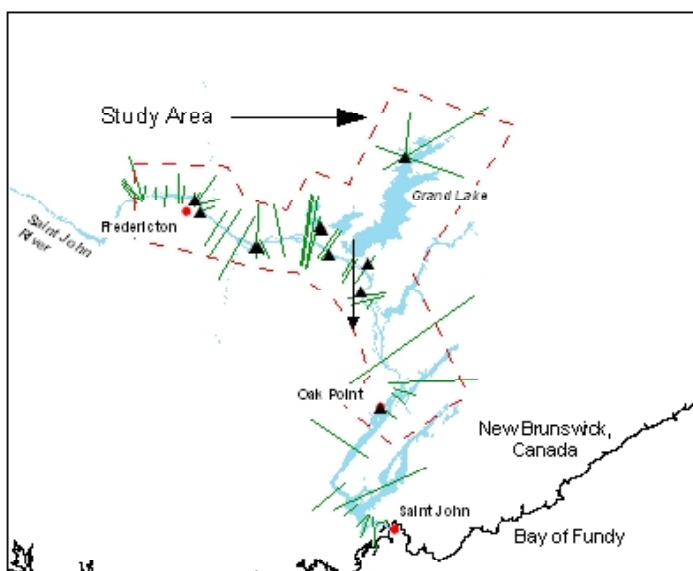 Study Area
Grand Lake
Fredericton
Saint John
River
Oak Point
New Brunswick,
Canada
Saint John
Bay of Fundy